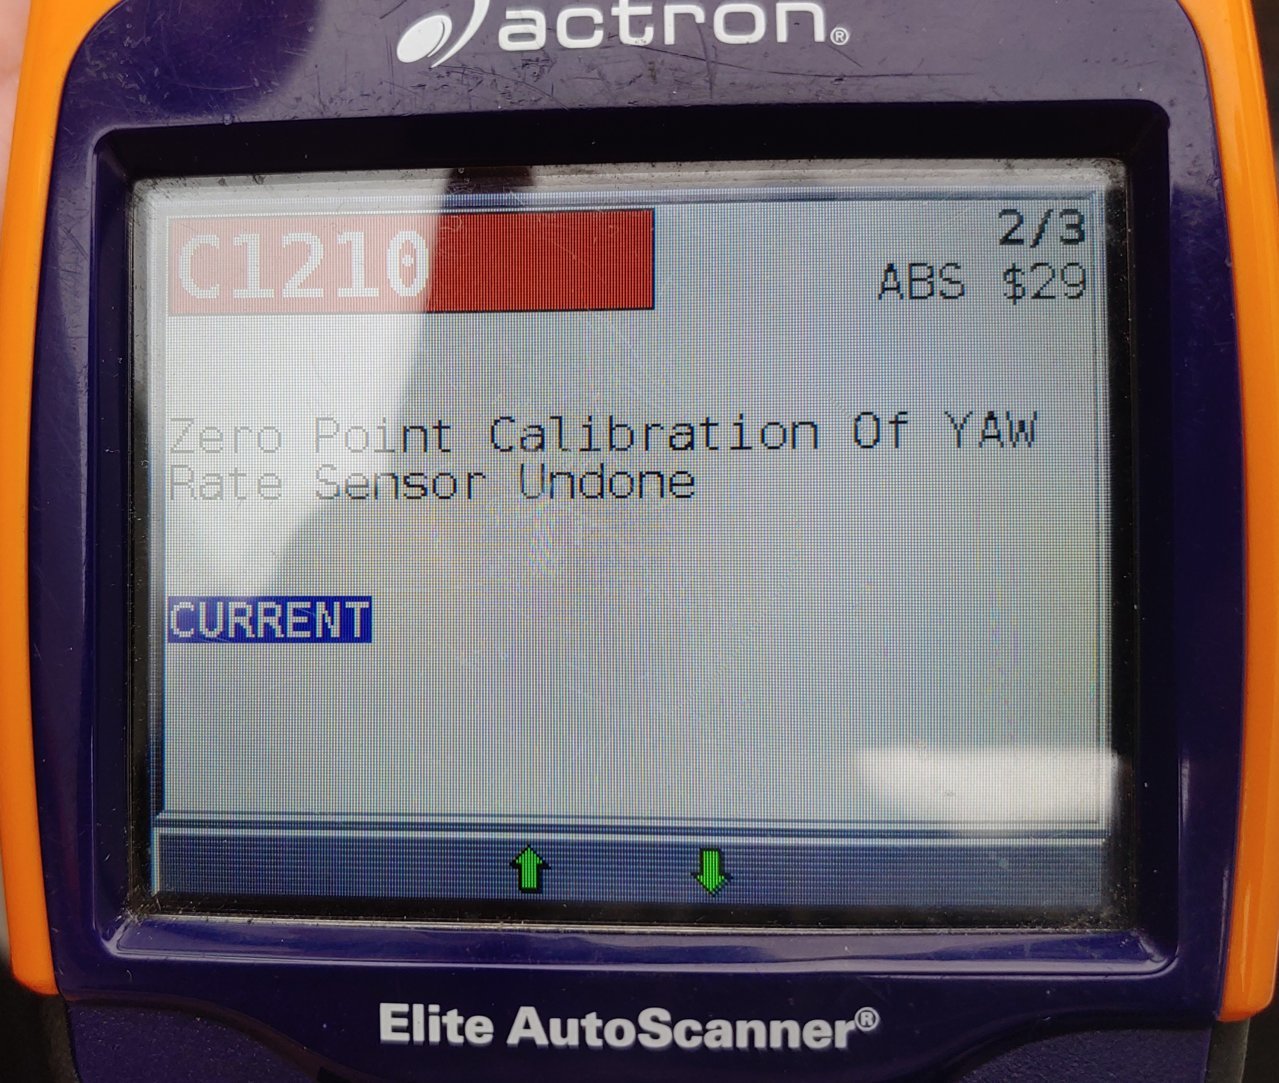 actron®
C1210
2/3
ABS $29
Zero Point Calibration Of YAW
Rate Sensor Undone
CURRENT
Elite AutoScanner®